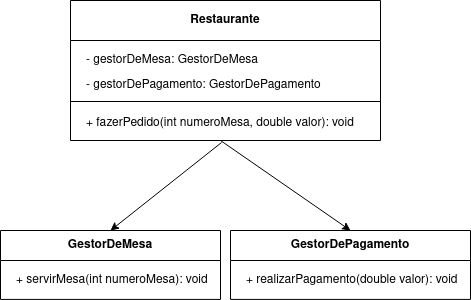 Restaurante
- gestorDeMesa: GestorDeMesa
- gestorDePagamento: GestorDePagamento
+ fazerPedido(int numeroMesa, double valor): void
GestorDeMesa
+ servirMesa(int numeroMesa): void
GestorDePagamento
+ realizarPagamento(double valor): void